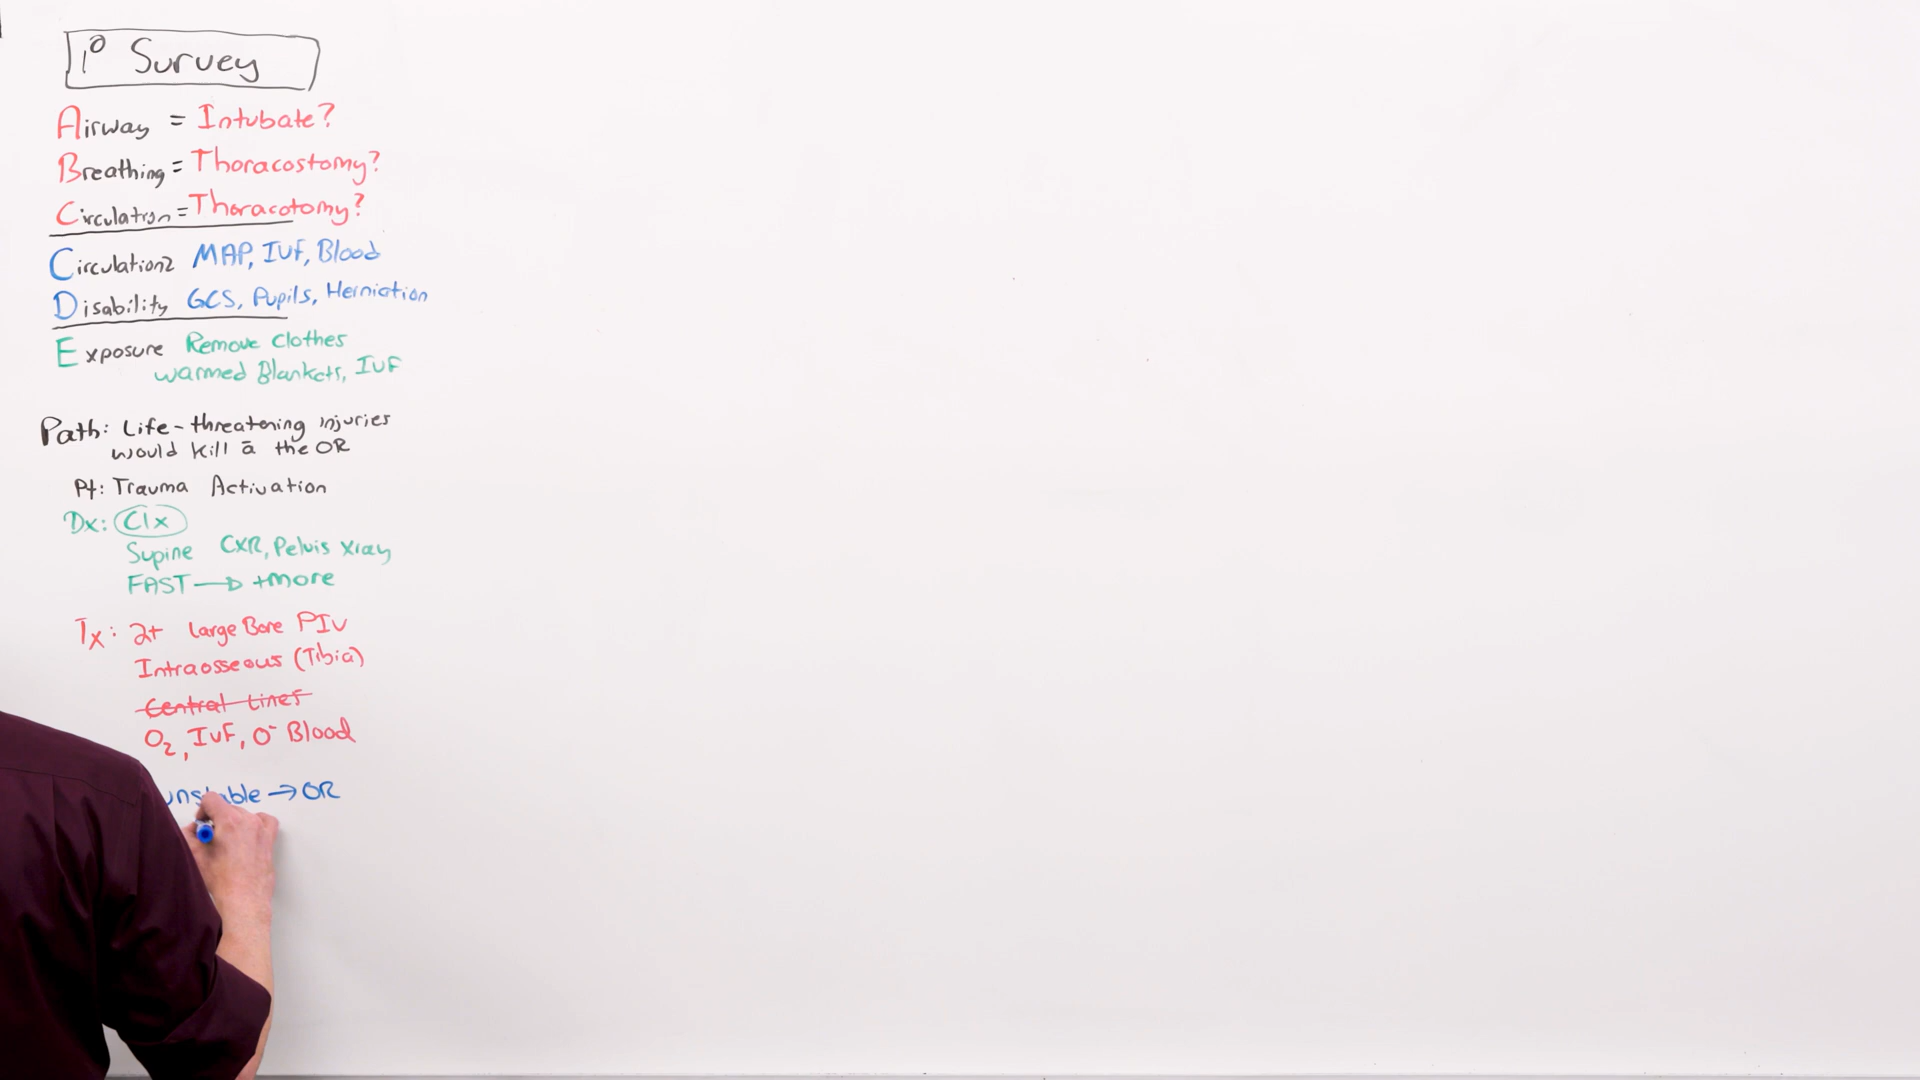 1° Survey
Airway = Intubate?
Breathing = Thoracostomy?
Circulation = Thoracotomy?
Circulation2 MAP, IVF, Blood
Disability GCS, Pupils, Herniation
Exposure Remove Clothes
warmed Blankets, IVF
Path: Life-threatening injuries
would kill ā the OR
Pt: Trauma Activation
Dx: Clx
Supine CXR, Pelvis Xray
FAST → +more
Tx: 2+ Large Bore PIV
Intraosseous (Tibia)
Central Lines
O₂, IVF, O⁻ Blood
unstable → OR